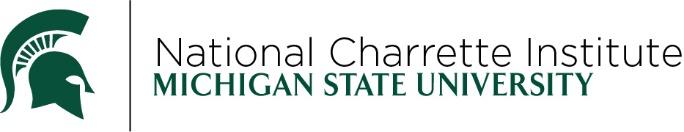 National Charrette Institute
MICHIGAN STATE UNIVERSITY